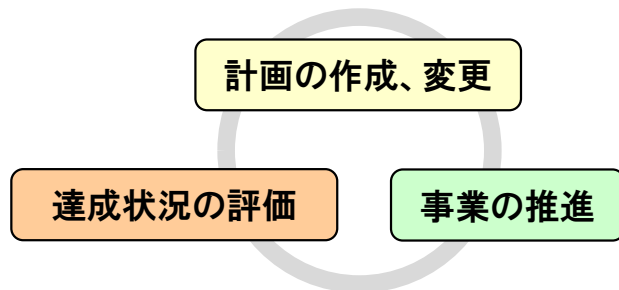 計画の作成、変更
達成状況の評価
事業の推進